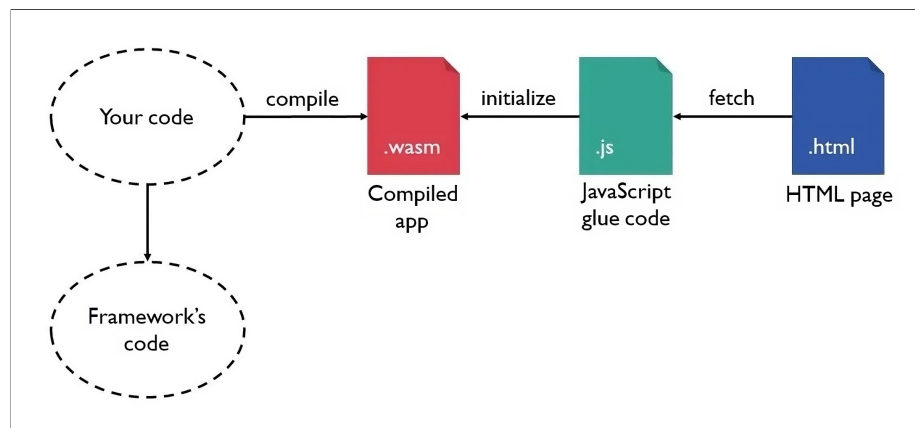 Your code
compile
.wasm
Compiled
app
initialize
.js
JavaScript
glue code
fetch
.html
HTML page
Framework's
code